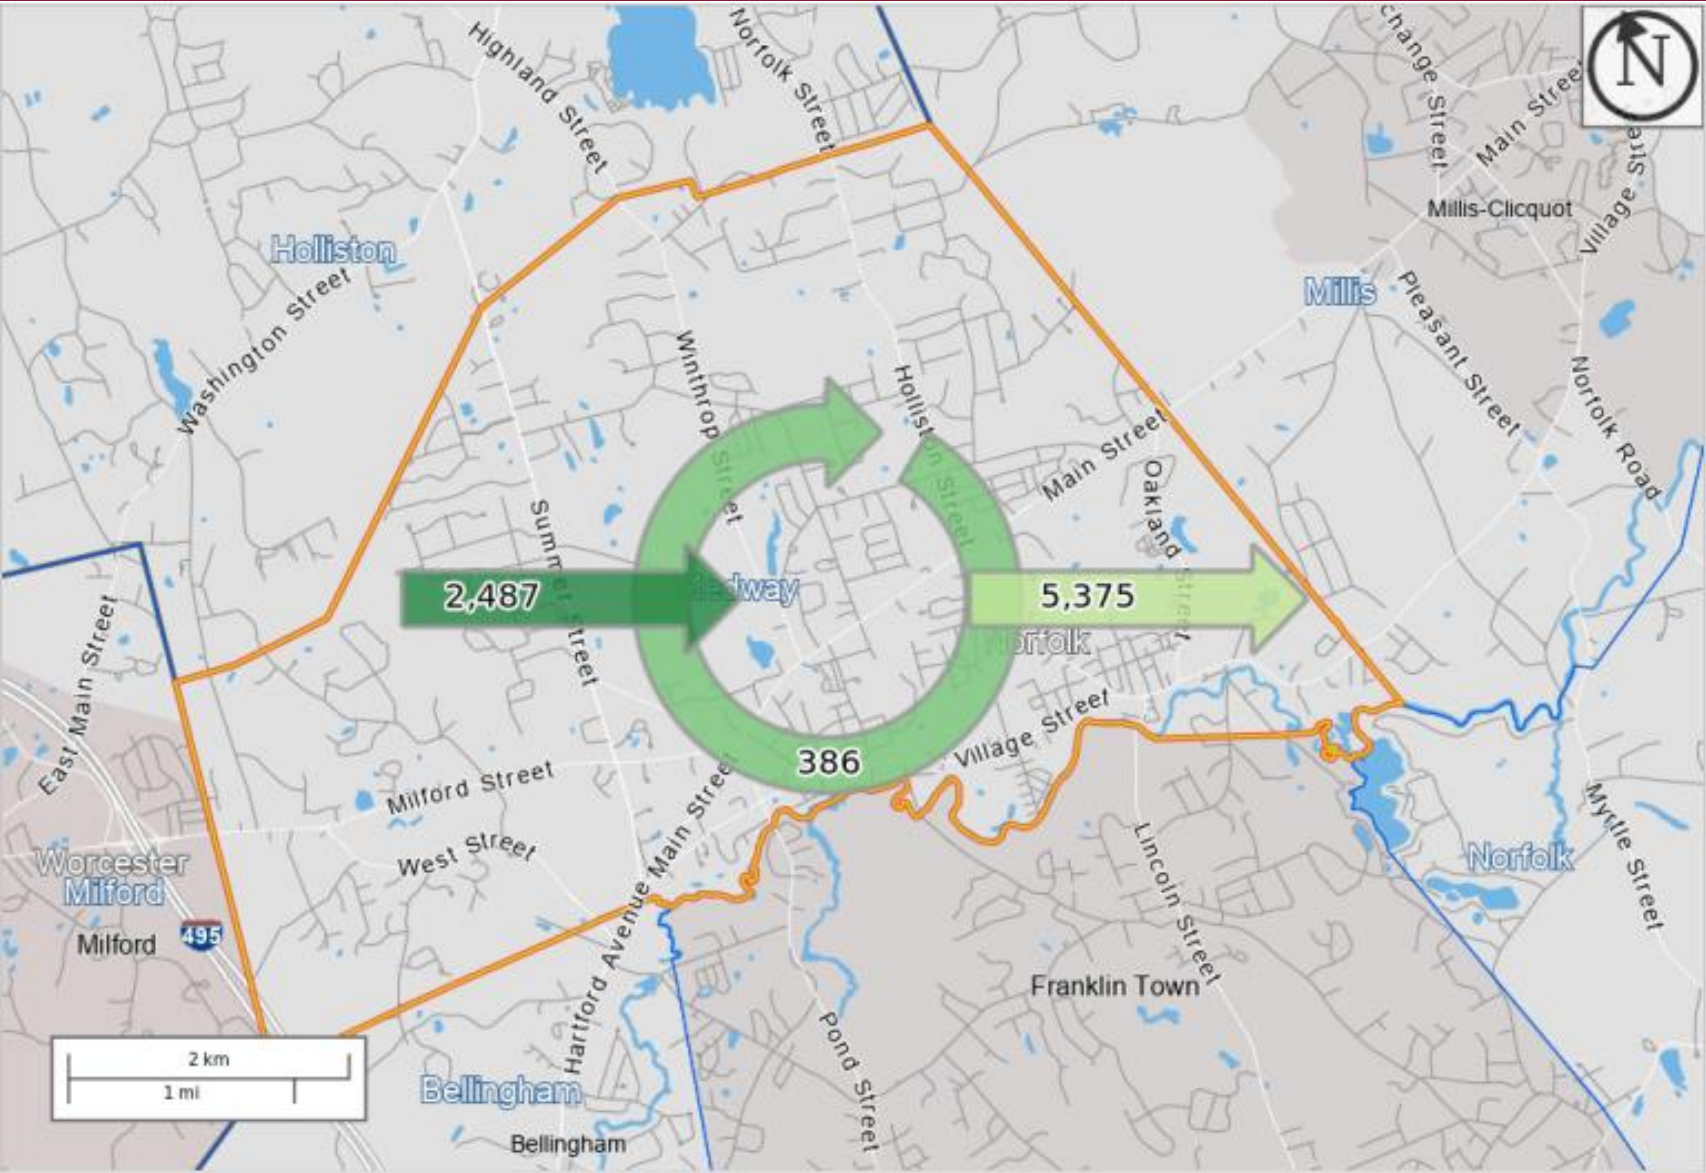 Highland Street
Norfolk Street
change Street
Main Street
N
Village Stre
Millis-Clicquot
Holliston
Washington Street
Millis
Pleasant Street
Norfolk Road
Winthrop Street
Holliston Street
Main Street
Oakland Street
Summer Street
2,487
Medway
5,375
Norfolk
East Main Street
Village Street
386
Milford Street
West Street
Hartford Avenue
Main Street
Lincoln Street
Myrtle Street
Norfolk
Worcester
Milford
Milford
495
Franklin Town
Pond Street
2 km
1 mi
Bellingham
Bellingham